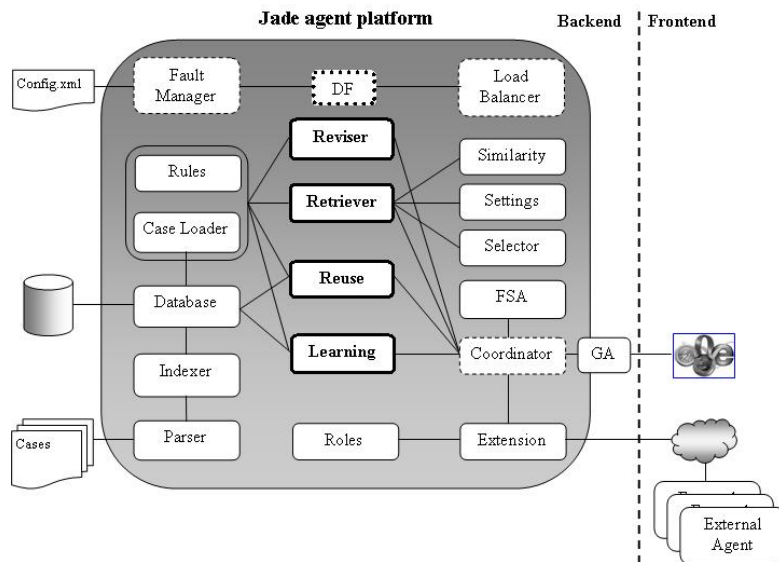 Jade agent platform
Backend
Frontend
Config.xml
Fault
Manager
DF
Load
Balancer
Reviser
Rules
Similarity
Retriever
Settings
Case Loader
Selector
Reuse
Database
FSA
Learning
Coordinator
GA
Indexer
Cases
Parser
Roles
Extension
External
Agent